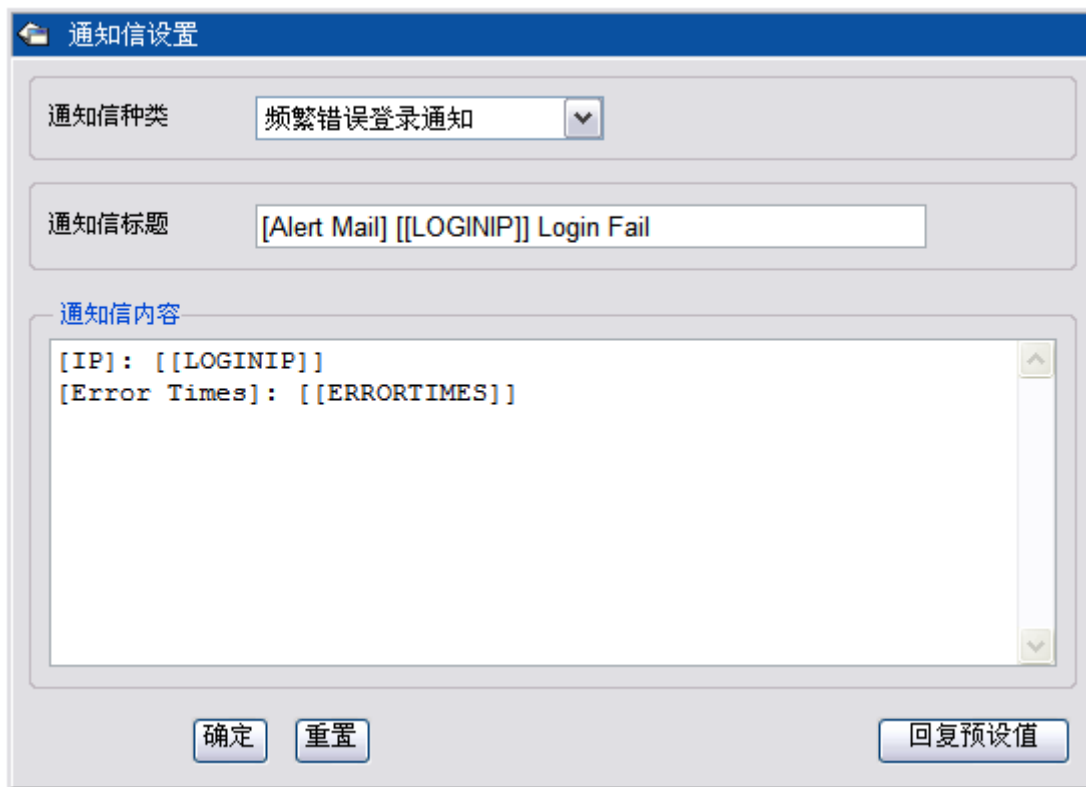 通知信设置
通知信种类 频繁错误登录通知
通知信标题 [Alert Mail] [[LOGINIP]] Login Fail
通知信内容
[IP]: [[LOGINIP]]
[Error Times]: [[ERRORTIMES]]
确定 重置 回复预设值